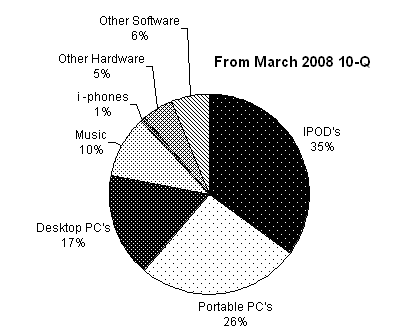 Other Software
6%
From March 2008 10-Q
Other Hardware
5%
i -phones
1%
Music
10%
IPOD's
35%
Desktop PC's
17%
Portable PC's
26%